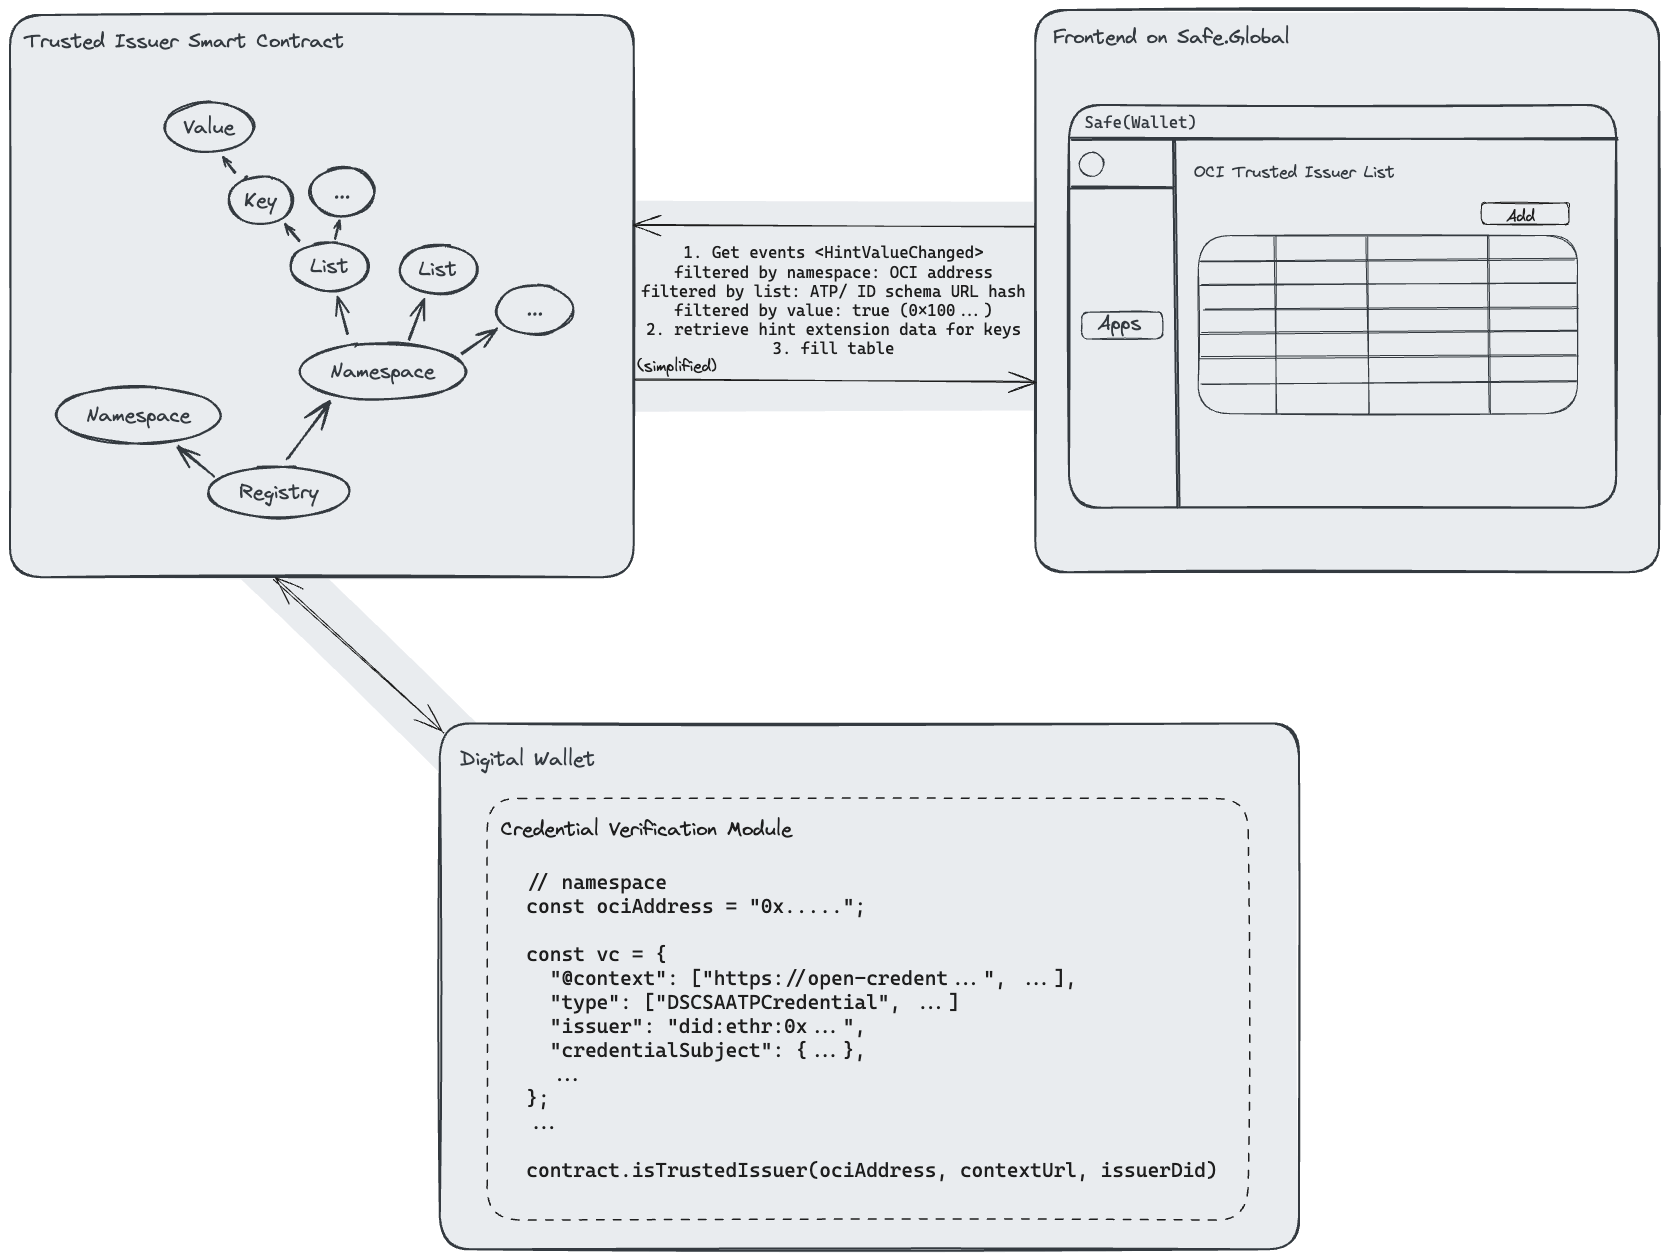 Trusted Issuer Smart Contract
Value
Key
...
List
List
...
Namespace
Namespace
Registry
1. Get events <HintValueChanged>
filtered by namespace: OCI address
filtered by list: ATP/ ID schema URL hash
filtered by value: true (0×100...)
2. retrieve hint extension data for keys
3. fill table
(simplified)
Frontend on Safe.Global
Safe(Wallet)
OCI Trusted Issuer List
Add
Apps
Digital Wallet
Credential Verification Module
// namespace
const ociAddress = "0x.....";
const vc = {
"@context": ["https://open-credent...", ...],
"type": ["DSCSAATPCredential", ...]
"issuer": "did:ethr:0x...",
"credentialSubject": {...},
...
};
...
contract.isTrustedIssuer(ociAddress, contextUrl, issuerDid)